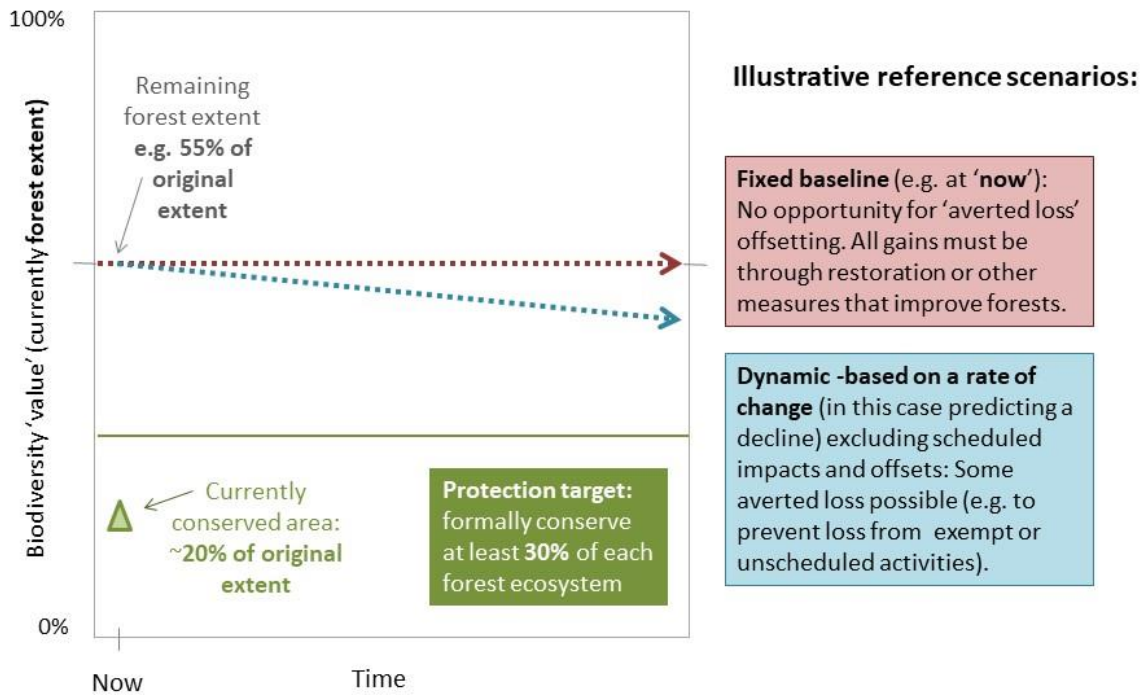 100%
Biodiversity 'value' (currently forest extent)
0%
Now
Time
Remaining
forest extent
e.g. 55% of
original
extent
Currently
conserved area:
~20% of original
extent
Protection target:
formally conserve
at least 30% of each
forest ecosystem
Illustrative reference scenarios:
Fixed baseline (e.g. at 'now'):
No opportunity for 'averted loss'
offsetting. All gains must be
through restoration or other
measures that improve forests.
Dynamic -based on a rate of
change (in this case predicting a
decline) excluding scheduled
impacts and offsets: Some
averted loss possible (e.g. to
prevent loss from exempt or
unscheduled activities).